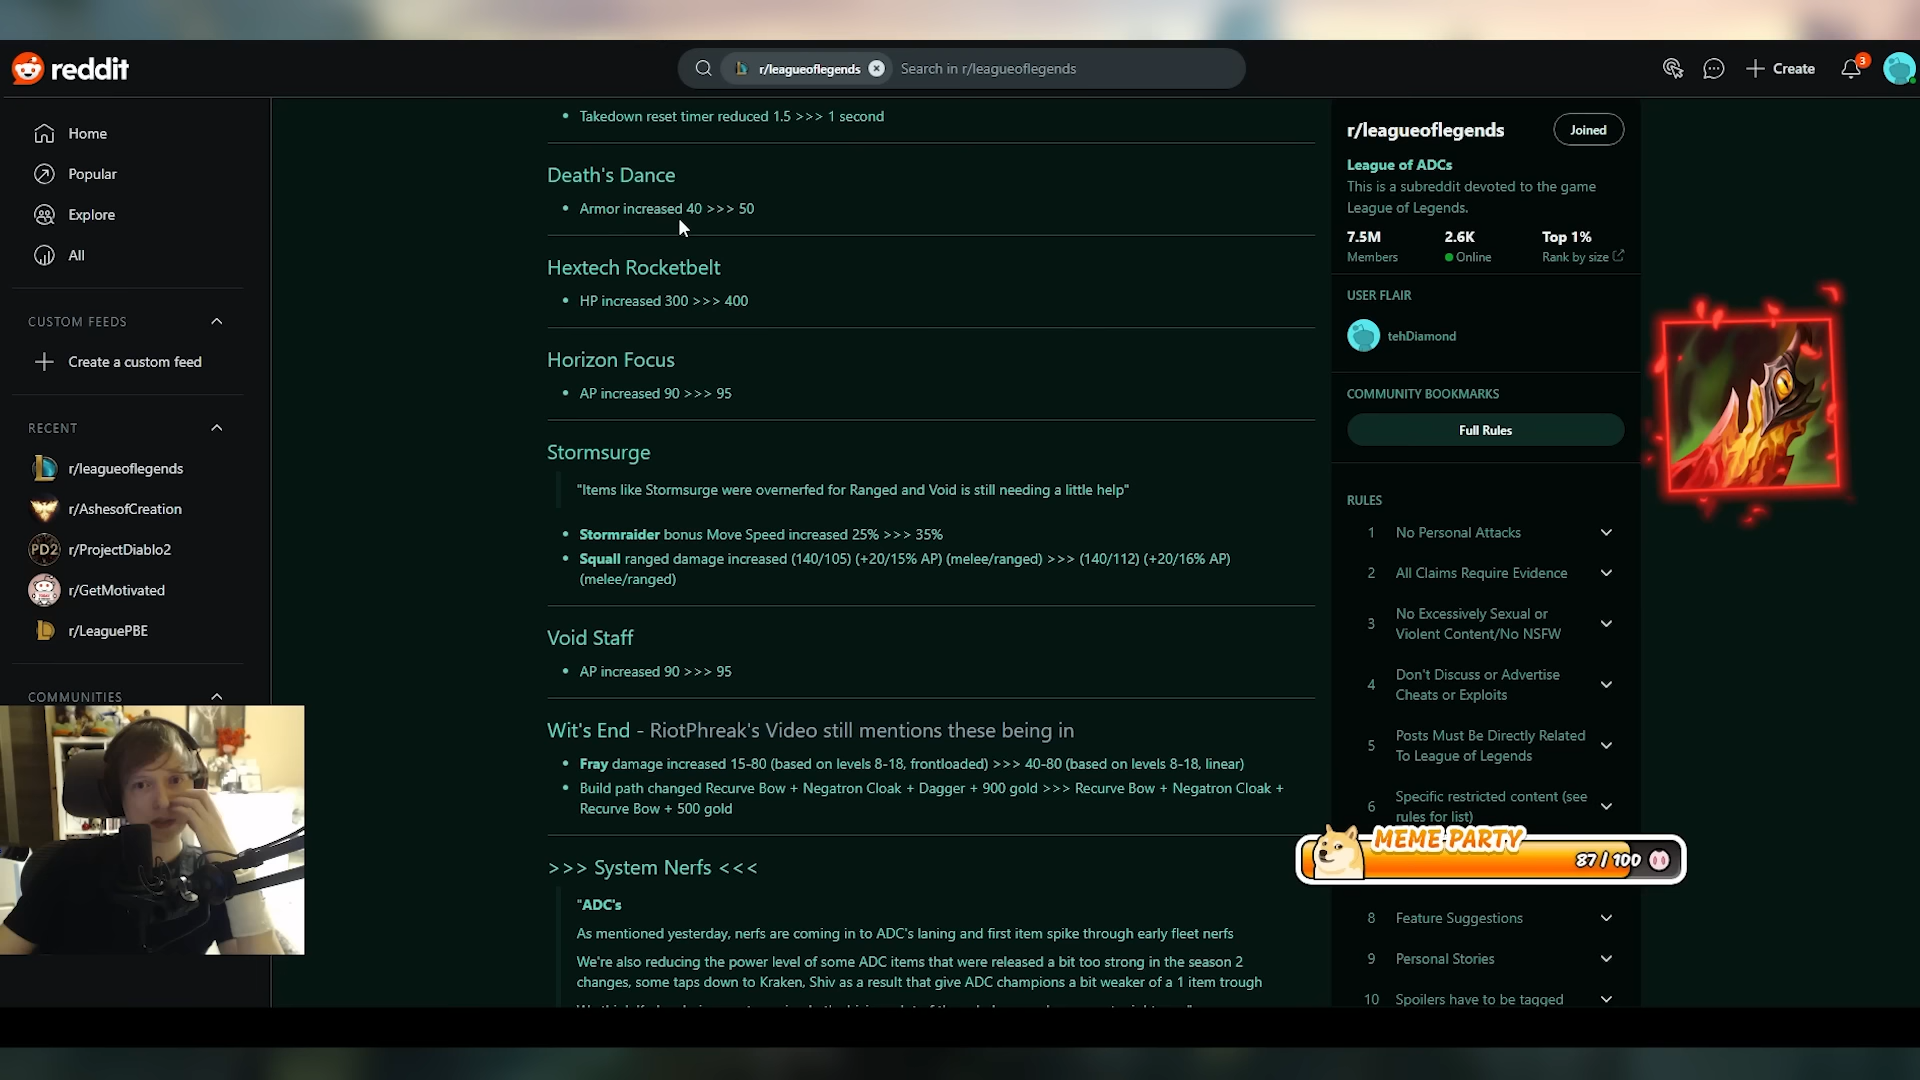 reddit
r/leagueoflegends
Search in r/leagueoflegends
Create
3
Home
Popular
Explore
All
CUSTOM FEEDS
Create a custom feed
RECENT
r/leagueoflegends
r/AshesofCreation
PD2
r/ProjectDiablo2
r/GetMotivated
r/LeaguePBE
COMMUNITIES
• Takedown reset timer reduced 1.5 >>> 1 second
Death's Dance
• Armor increased 40 >>> 50
Hextech Rocketbelt
• HP increased 300 >>> 400
Horizon Focus
• AP increased 90 >>> 95
Stormsurge
"Items like Stormsurge were overnerfed for Ranged and Void is still needing a little help"
• Stormraider bonus Move Speed increased 25% >>> 35%
• Squall ranged damage increased (140/105) (+20/15% AP) (melee/ranged) >>> (140/112) (+20/16% AP)
(melee/ranged)
Void Staff
• AP increased 90 >>> 95
Wit's End - RiotPhreak's Video still mentions these being in
• Fray damage increased 15-80 (based on levels 8-18, frontloaded) >>> 40-80 (based on levels 8-18, linear)
• Build path changed Recurve Bow + Negatron Cloak + Dagger + 900 gold >>> Recurve Bow + Negatron Cloak +
Recurve Bow + 500 gold
>>> System Nerfs <<<
"ADC's
As mentioned yesterday, nerfs are coming in to ADC's laning and first item spike through early fleet nerfs
We're also reducing the power level of some ADC items that were released a bit too strong in the season 2
changes, some taps down to Kraken, Shiv as a result that give ADC champions a bit weaker of a 1 item trough
r/leagueoflegends
Joined
League of ADCs
This is a subreddit devoted to the game
League of Legends.
7.5M
2.6K
Top 1%
Members
Online
Rank by size
USER FLAIR
tehDiamond
COMMUNITY BOOKMARKS
Full Rules
RULES
1 No Personal Attacks
2 All Claims Require Evidence
3 No Excessively Sexual or
Violent Content/No NSFW
4 Don't Discuss or Advertise
Cheats or Exploits
5 Posts Must Be Directly Related
To League of Legends
6 Specific restricted content (see
rules for list)
MEME PARTY
87 / 100
8 Feature Suggestions
9 Personal Stories
10 Spoilers have to be tagged